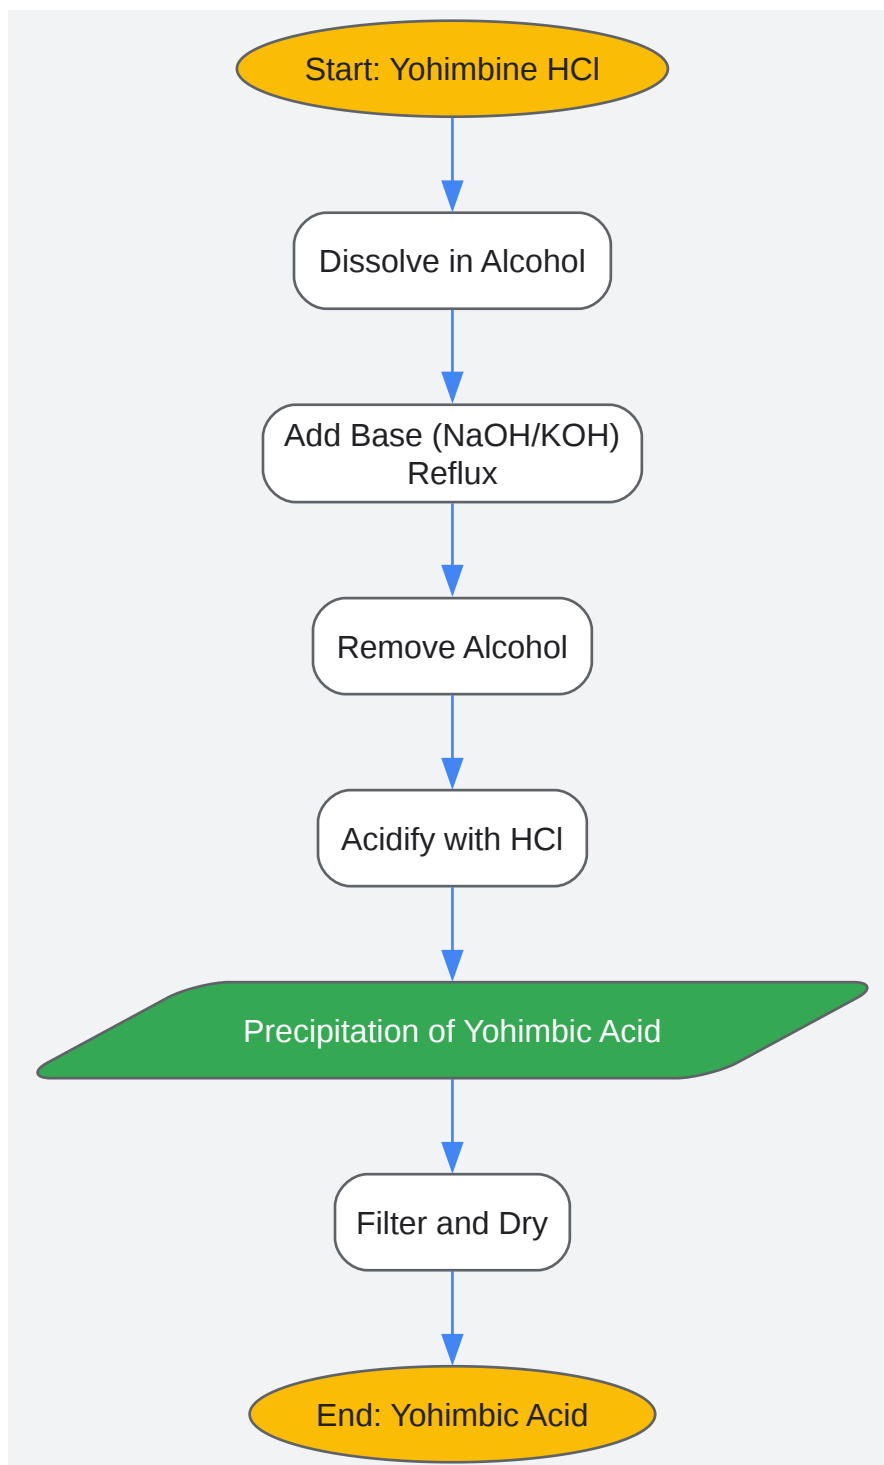 Start: Yohimbine HCl
Dissolve in Alcohol
Add Base (NaOH/KOH)
Reflux
Remove Alcohol
Acidify with HCl
Precipitation of Yohimbic Acid
Filter and Dry
End: Yohimbic Acid